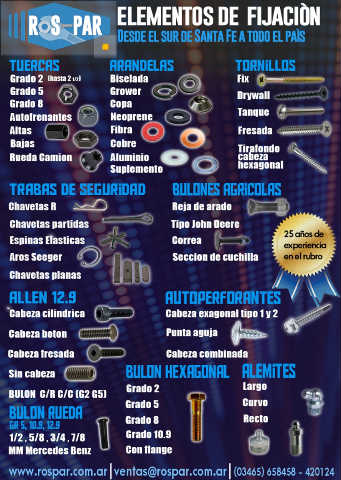 ROS-PAR
ELEMENTOS DE FIJACIÒN
DESDE EL SUR DE SANTA FE A TODO EL PAÌS
TUERCAS
Grado 2 (hasta 2 1/2)
Grado 5
Grado 8
Autofrenantes
Altas
Bajas
Rueda Camion
ARANDELAS
Biselada
Grower
Copa
Neoprene
Fibra
Cobre
Aluminio
Suplemento
TORNILLOS
Fix
Drywall
Tanque
Fresada
Tirafondo
cabeza
hexagonal
TRABAS DE SEGURIDAD
Chavetas R
Chavetas partidas
Espinas Elasticas
Aros Seeger
Chavetas planas
BULONES AGRICOLAS
Reja de arado
Tipo John Deere
Correa
Seccion de cuchilla
25 años de
experiencia
en el rubro
ALLEN 12.9
Cabeza cilindrica
Cabeza boton
Cabeza fresada
Sin cabeza
BULON C/R C/C (G2 G5)
AUTOPERFORANTES
Cabeza exagonal tipo 1 y 2
Punta aguja
Cabeza combinada
BULON RUEDA
GR 5, 10.9, 12.9
1/2 , 5/8 , 3/4 , 7/8
MM Mercedes Benz
BULON HEXAGONAL
Grado 2
Grado 5
Grado 8
Grado 10.9
Con flange
ALEMITES
Largo
Curvo
Recto
www.rospar.com.ar | ventas@rospar.com.ar | (03465) 658458 - 420124